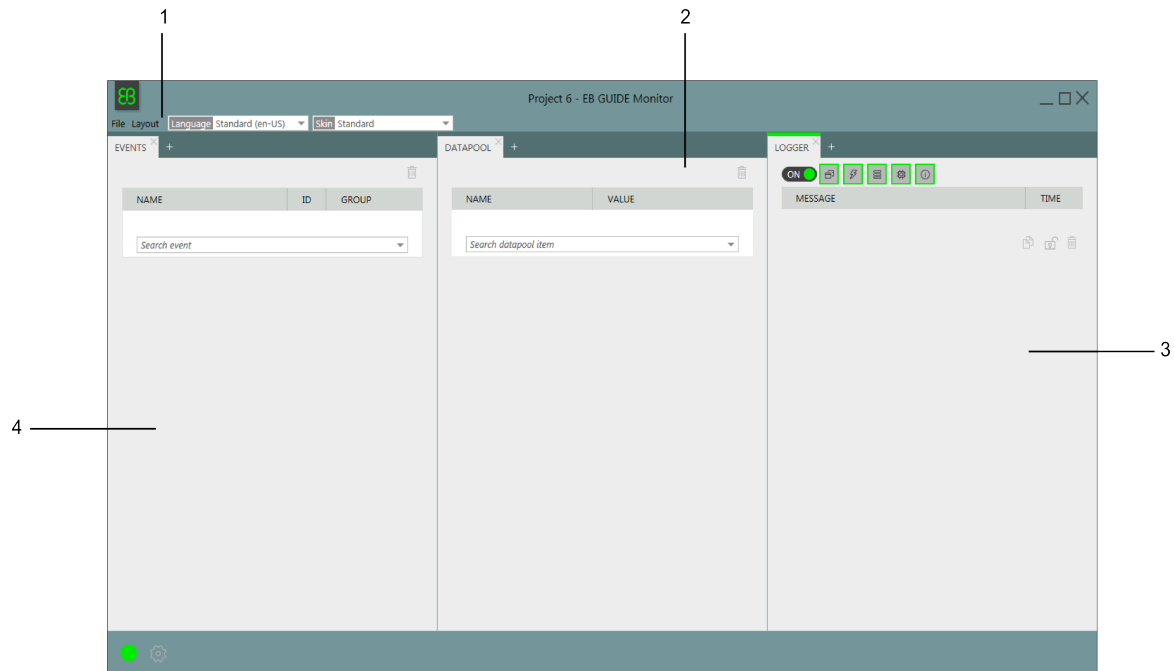 1 2
EB
Project 6 - EB GUIDE Monitor
File Layout Language Standard (en-US) Skin Standard
EVENTS × + DATAPOOL × + LOGGER × +
ON
NAME ID GROUP NAME VALUE MESSAGE TIME
Search event Search datapool item
3
4